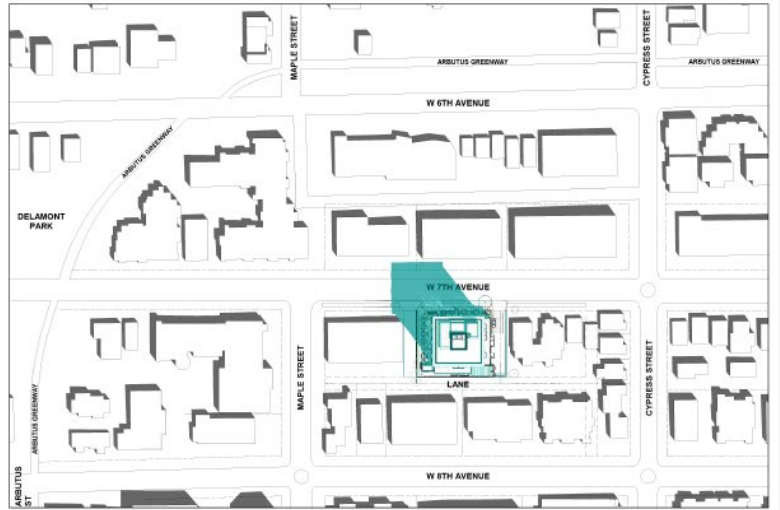 MAPLE STREET
CYPRESS STREET
ARBUTUS GREENWAY
ARBUTUS GREENWAY
W 6TH AVENUE
ARBUTUS GREENWAY
DELAMONT
PARK
W 7TH AVENUE
MAPLE STREET
CYPRESS STREET
LANE
ARBUTUS GREENWAY
W 8TH AVENUE
ARBUTUS
ST